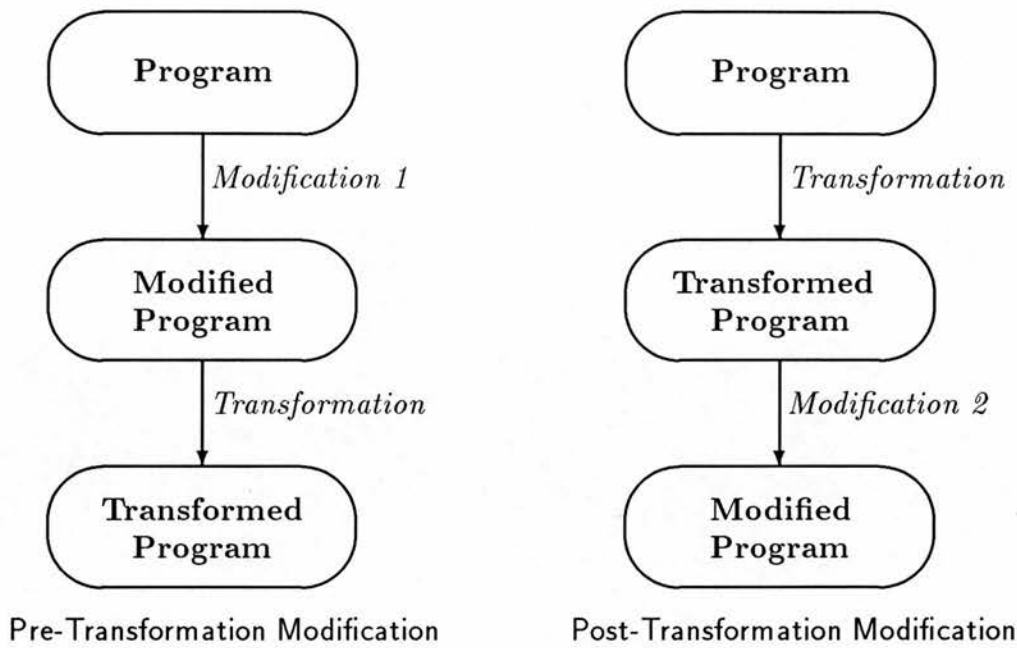 Program
Modification 1
Modified
Program
Transformation
Transformed
Program
Pre-Transformation Modification
Program
Transformation
Transformed
Program
Modification 2
Modified
Program
Post-Transformation Modification